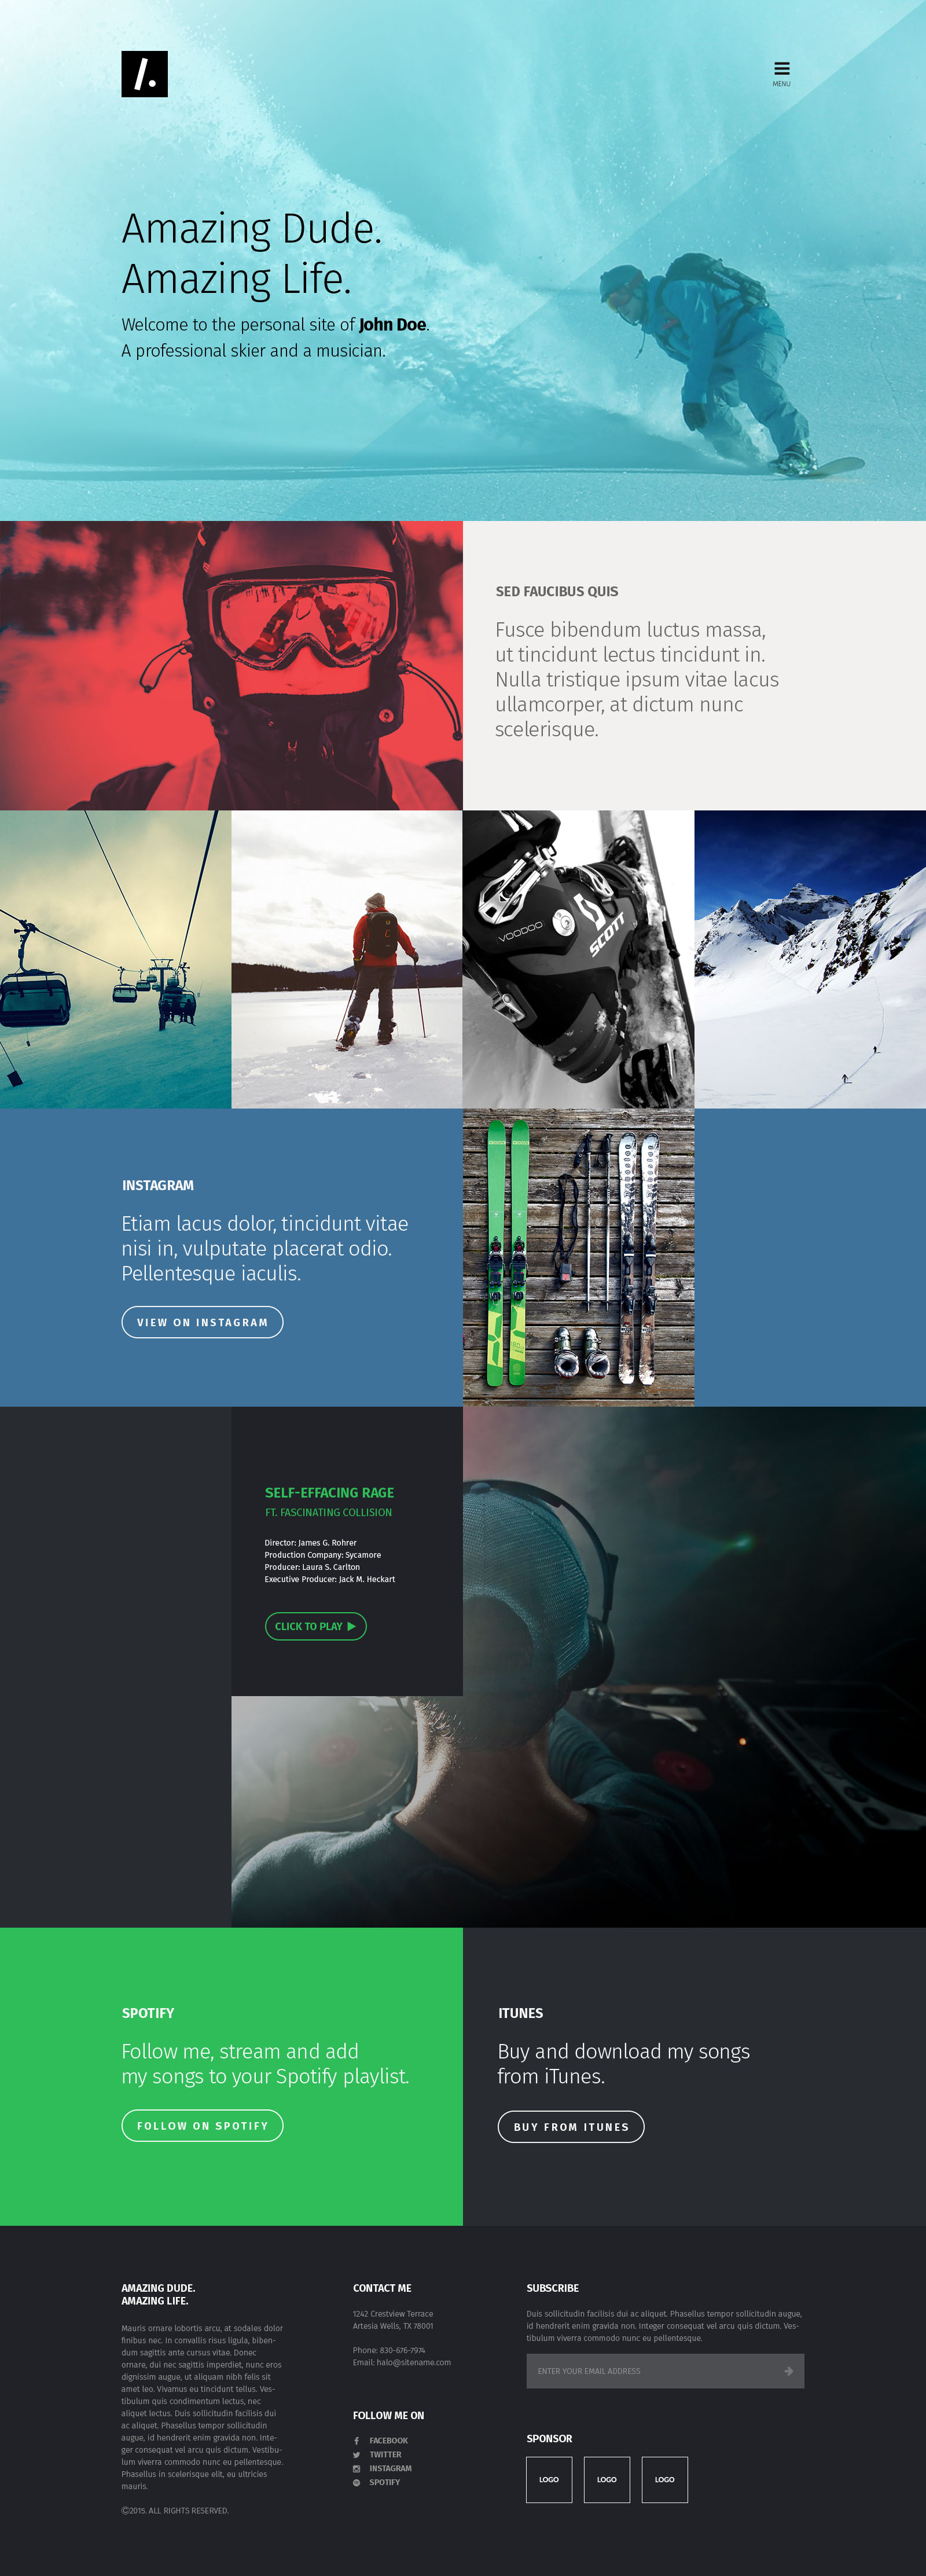 /.
MENU
Amazing Dude.
Amazing Life.
Welcome to the personal site of John Doe.
A professional skier and a musician.
SED FAUCIBUS QUIS
Fusce bibendum luctus massa,
ut tincidunt lectus tincidunt in.
Nulla tristique ipsum vitae lacus
ullamcorper, at dictum nunc
scelerisque.
VOODOO
SCOTT
INSTAGRAM
Etiam lacus dolor, tincidunt vitae
nisi in, vulputate placerat odio.
Pellentesque iaculis.
VIEW ON INSTAGRAM
SELF-EFFACING RAGE
FT. FASCINATING COLLISION
Director: James G. Rohrer
Production Company: Sycamore
Producer: Laura S. Carlton
Executive Producer: Jack M. Heckart
CLICK TO PLAY
SPOTIFY
Follow me, stream and add
my songs to your Spotify playlist.
FOLLOW ON SPOTIFY
ITUNES
Buy and download my songs
from iTunes.
BUY FROM ITUNES
AMAZING DUDE.
AMAZING LIFE.
Mauris ornare lobortis arcu, at sodales dolor
finibus nec. In convallis risus ligula, biben-
dum sagittis ante cursus vitae. Donec
ornare, dui nec sagittis imperdiet, nunc eros
dignissim augue, ut aliquam nibh felis sit
amet leo. Vivamus eu tincidunt tellus. Ves-
tibulum quis condimentum lectus, nec
aliquet lectus. Duis sollicitudin facilisis dui
ac aliquet. Phasellus tempor sollicitudin
augue, id hendrerit enim gravida non. Inte-
ger consequat vel arcu quis dictum. Vestibu-
lum viverra commodo nunc eu pellentesque.
Phasellus in scelerisque elit, eu ultricies
mauris.
©2015. ALL RIGHTS RESERVED.
CONTACT ME
1242 Crestview Terrace
Artesia Wells, TX 78001
Phone: 830-676-7974
Email: halo@sitename.com
FOLLOW ME ON
FACEBOOK
TWITTER
INSTAGRAM
SPOTIFY
SUBSCRIBE
Duis sollicitudin facilisis dui ac aliquet. Phasellus tempor sollicitudin augue,
id hendrerit enim gravida non. Integer consequat vel arcu quis dictum. Ves-
tibulum viverra commodo nunc eu pellentesque.
ENTER YOUR EMAIL ADDRESS
SPONSOR
LOGO
LOGO
LOGO